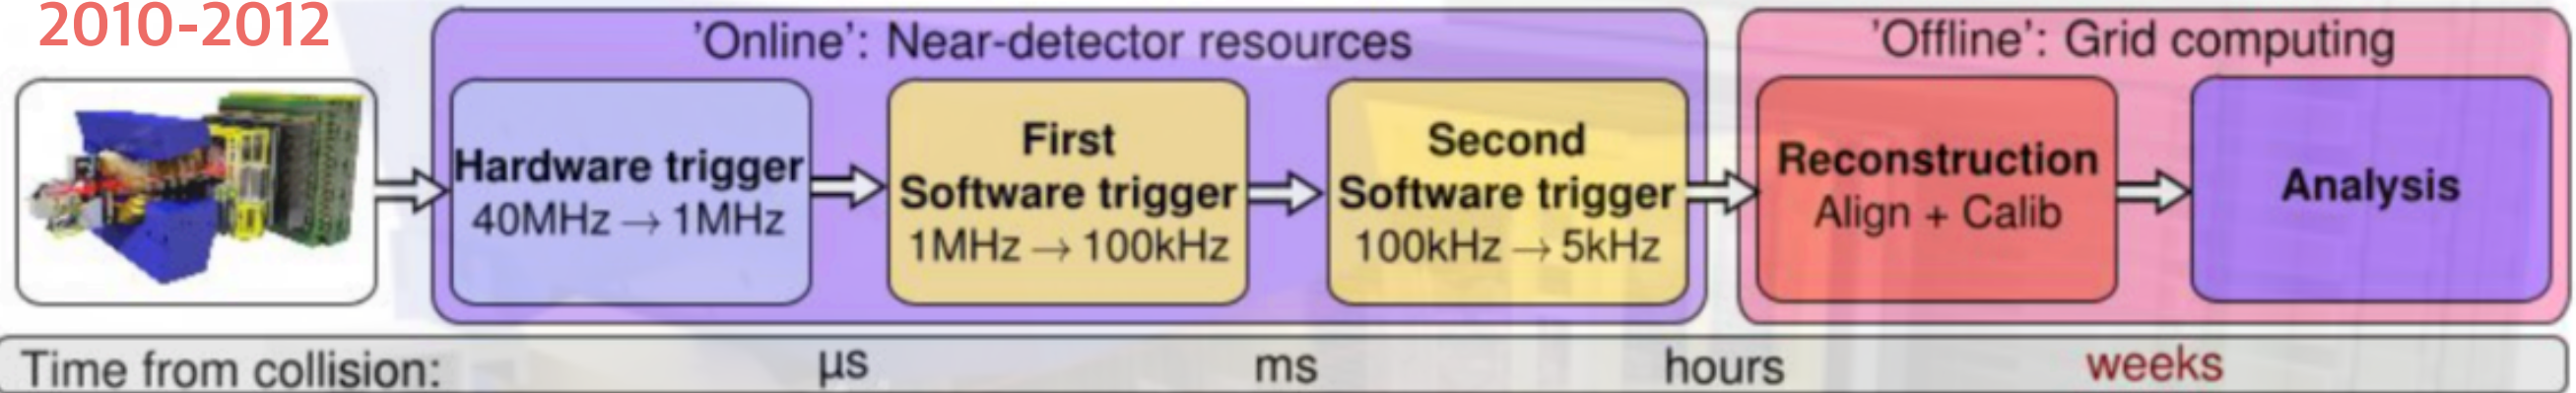 2010-2012
'Online': Near-detector resources
'Offline': Grid computing
Hardware trigger
40MHz → 1MHz
First
Software trigger
1MHz → 100kHz
Second
Software trigger
100kHz → 5kHz
Reconstruction
Align + Calib
Analysis
Time from collision: µs ms hours weeks